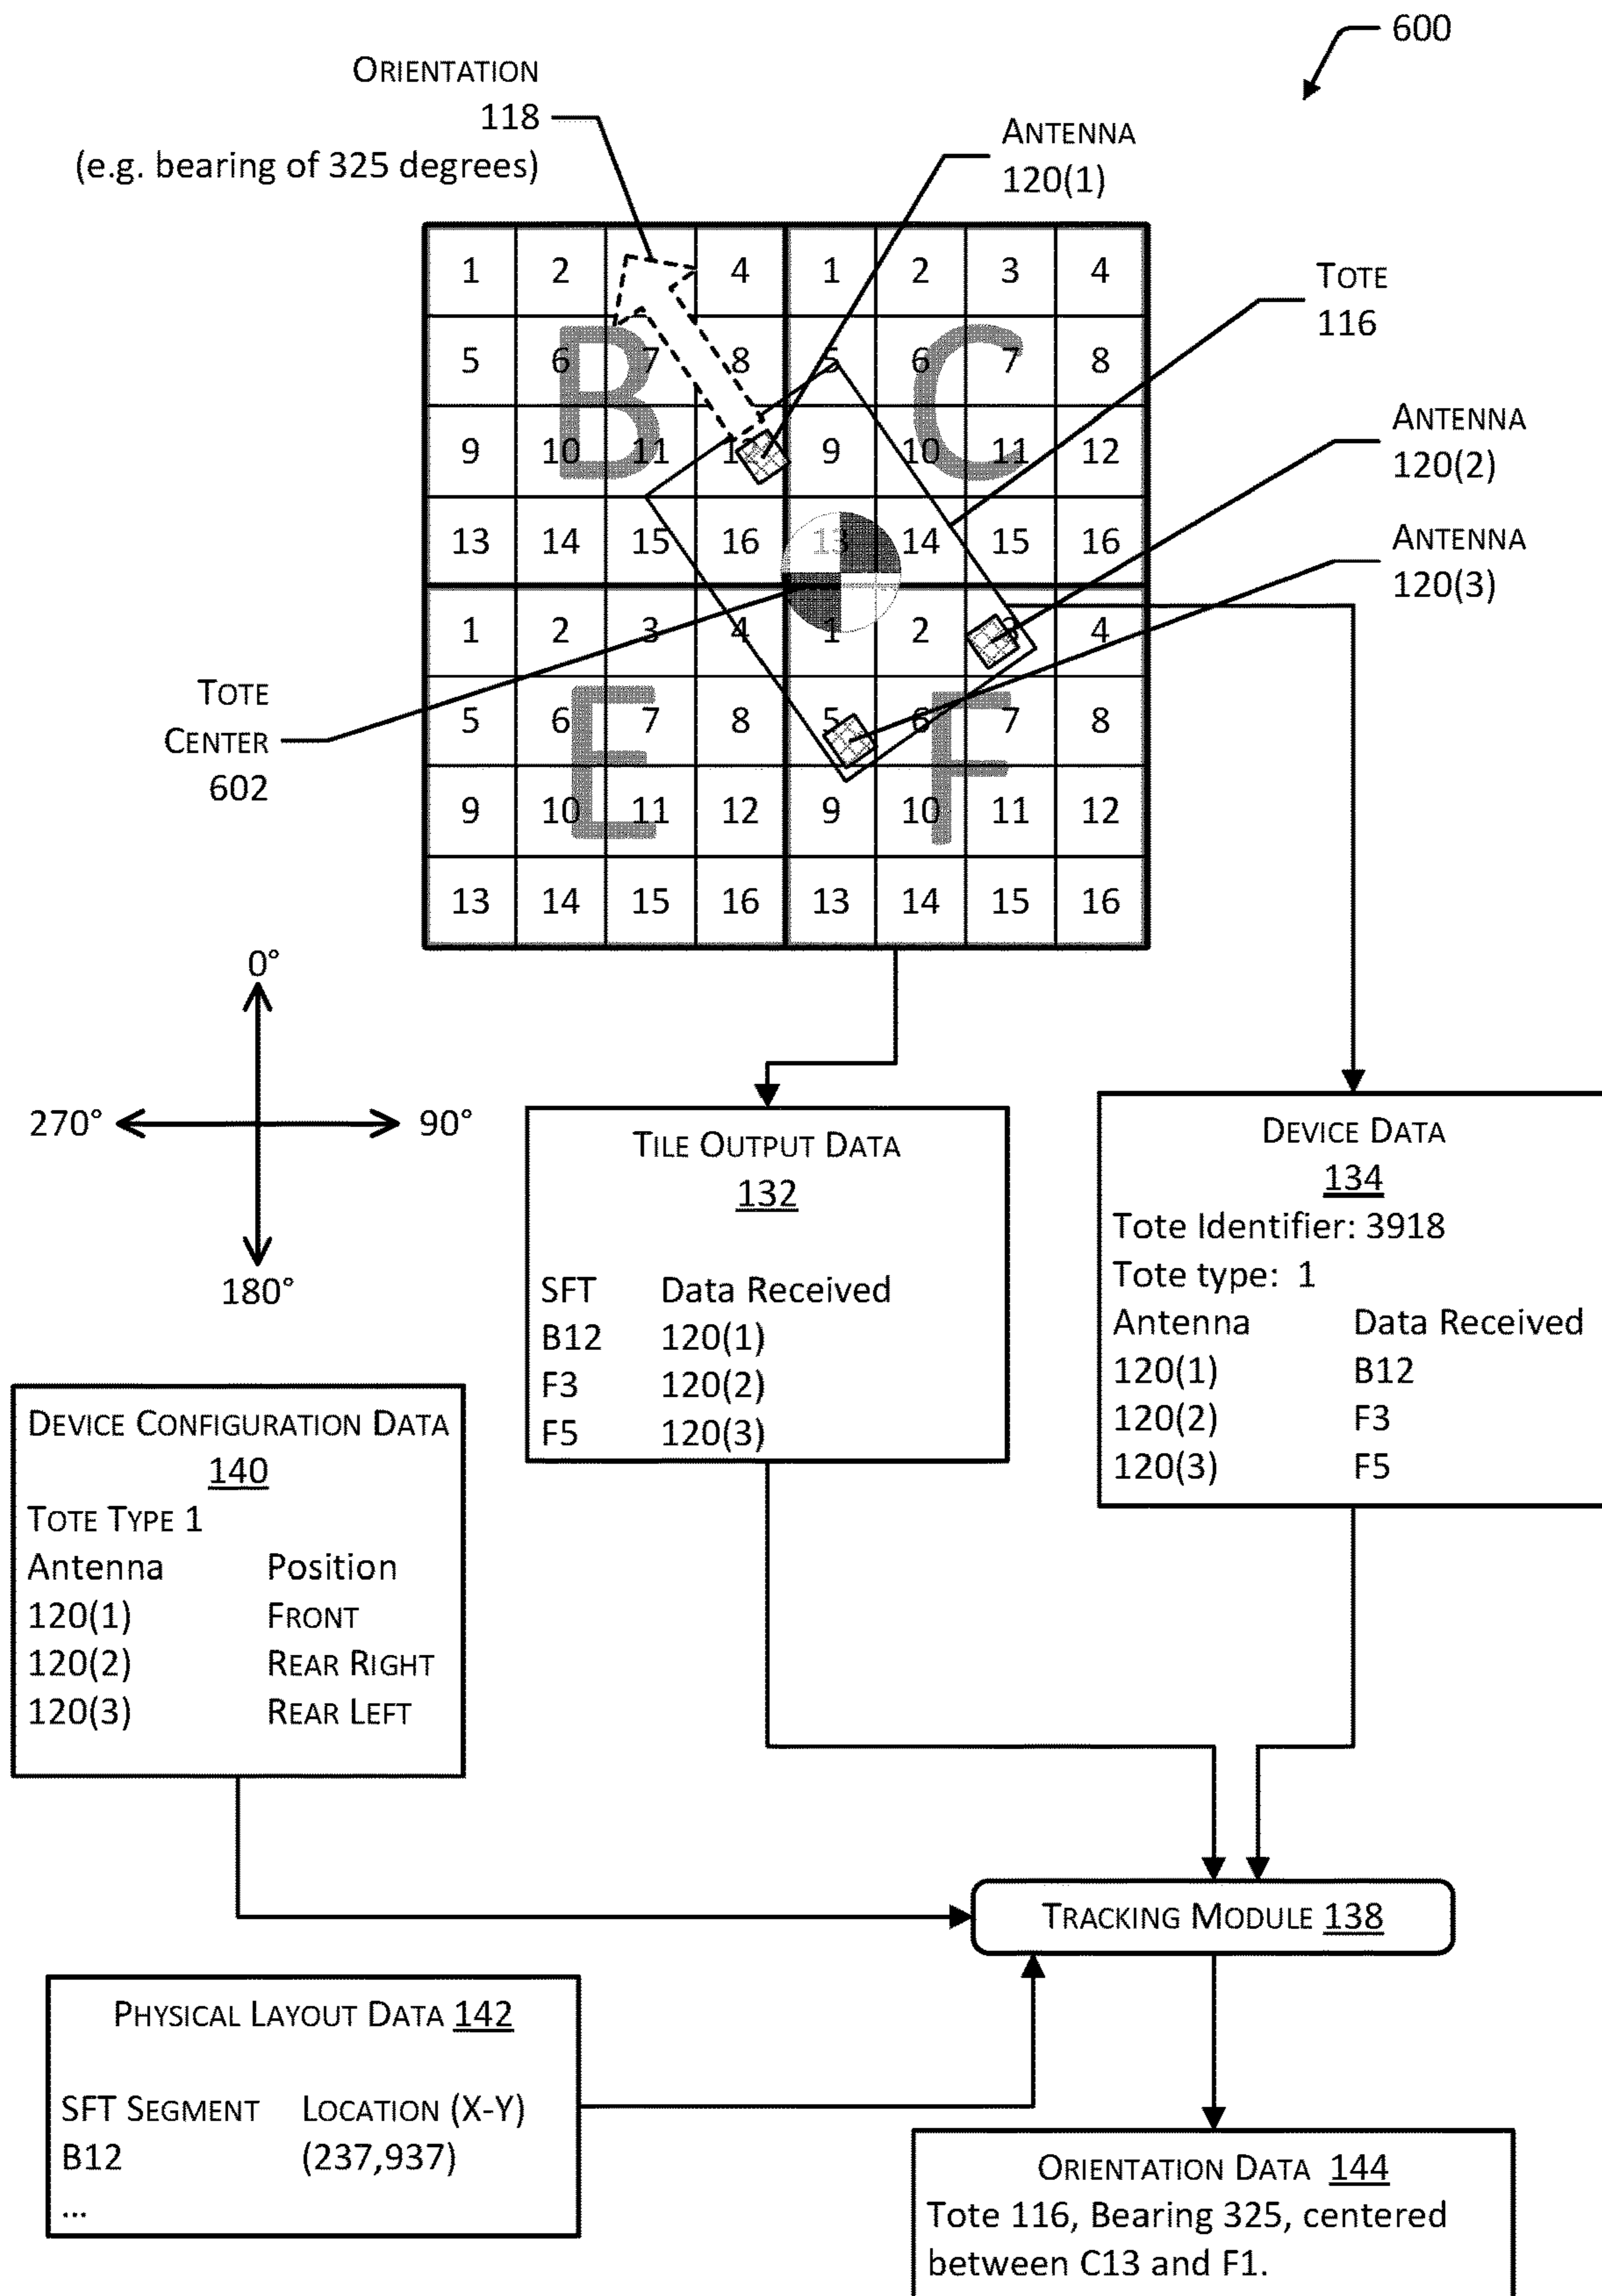 600
ORIENTATION
118
(e.g. bearing of 325 degrees)
ANTENNA
120(1)
TOTE
116
ANTENNA
120(2)
ANTENNA
120(3)
1 2 4 1 2 3 4
5 6 7 8 5 6 7 8
B C
9 10 11 9 10 11 12
13 14 15 16 13 14 15 16
1 2 3 4 1 2 3 4
5 6 7 8 5 6 7 8
E F
9 10 11 12 9 10 11 12
13 14 15 16 13 14 15 16
TOTE
CENTER
602
0°
270°
90°
180°
TILE OUTPUT DATA
132
SFT Data Received
B12 120(1)
F3 120(2)
F5 120(3)
DEVICE DATA
134
Tote Identifier: 3918
Tote type: 1
Antenna Data Received
120(1) B12
120(2) F3
120(3) F5
DEVICE CONFIGURATION DATA
140
TOTE TYPE 1
Antenna Position
120(1) FRONT
120(2) REAR RIGHT
120(3) REAR LEFT
TRACKING MODULE 138
PHYSICAL LAYOUT DATA 142
SFT SEGMENT LOCATION (X-Y)
B12 (237,937)
...
ORIENTATION DATA 144
Tote 116, Bearing 325, centered
between C13 and F1.